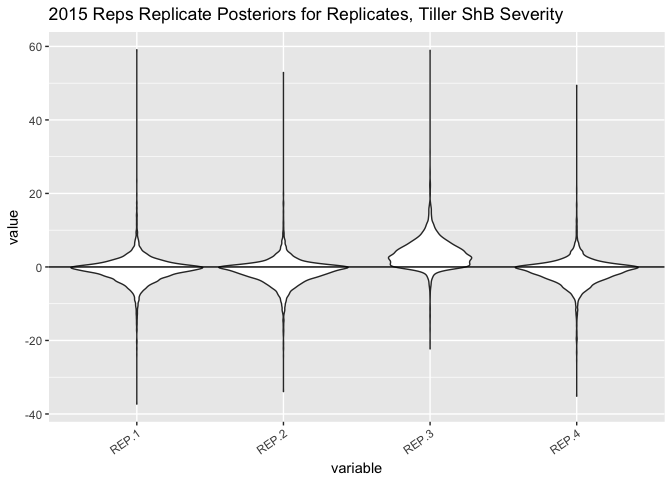 2015 Reps Replicate Posteriors for Replicates, Tiller ShB Severity
60
40
20
0
-20
-40
value
REP.1
REP.2
REP.3
REP.4
variable